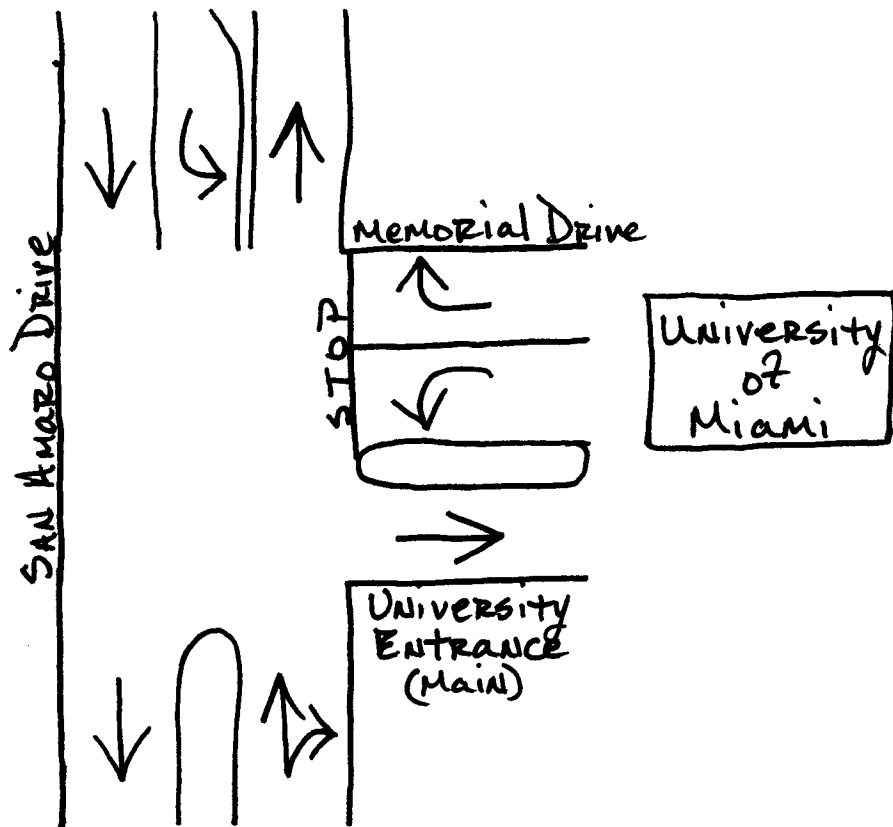 Memorial Drive
San Amaro Drive
STOP
University
of
Miami
University
Entrance
(Main)